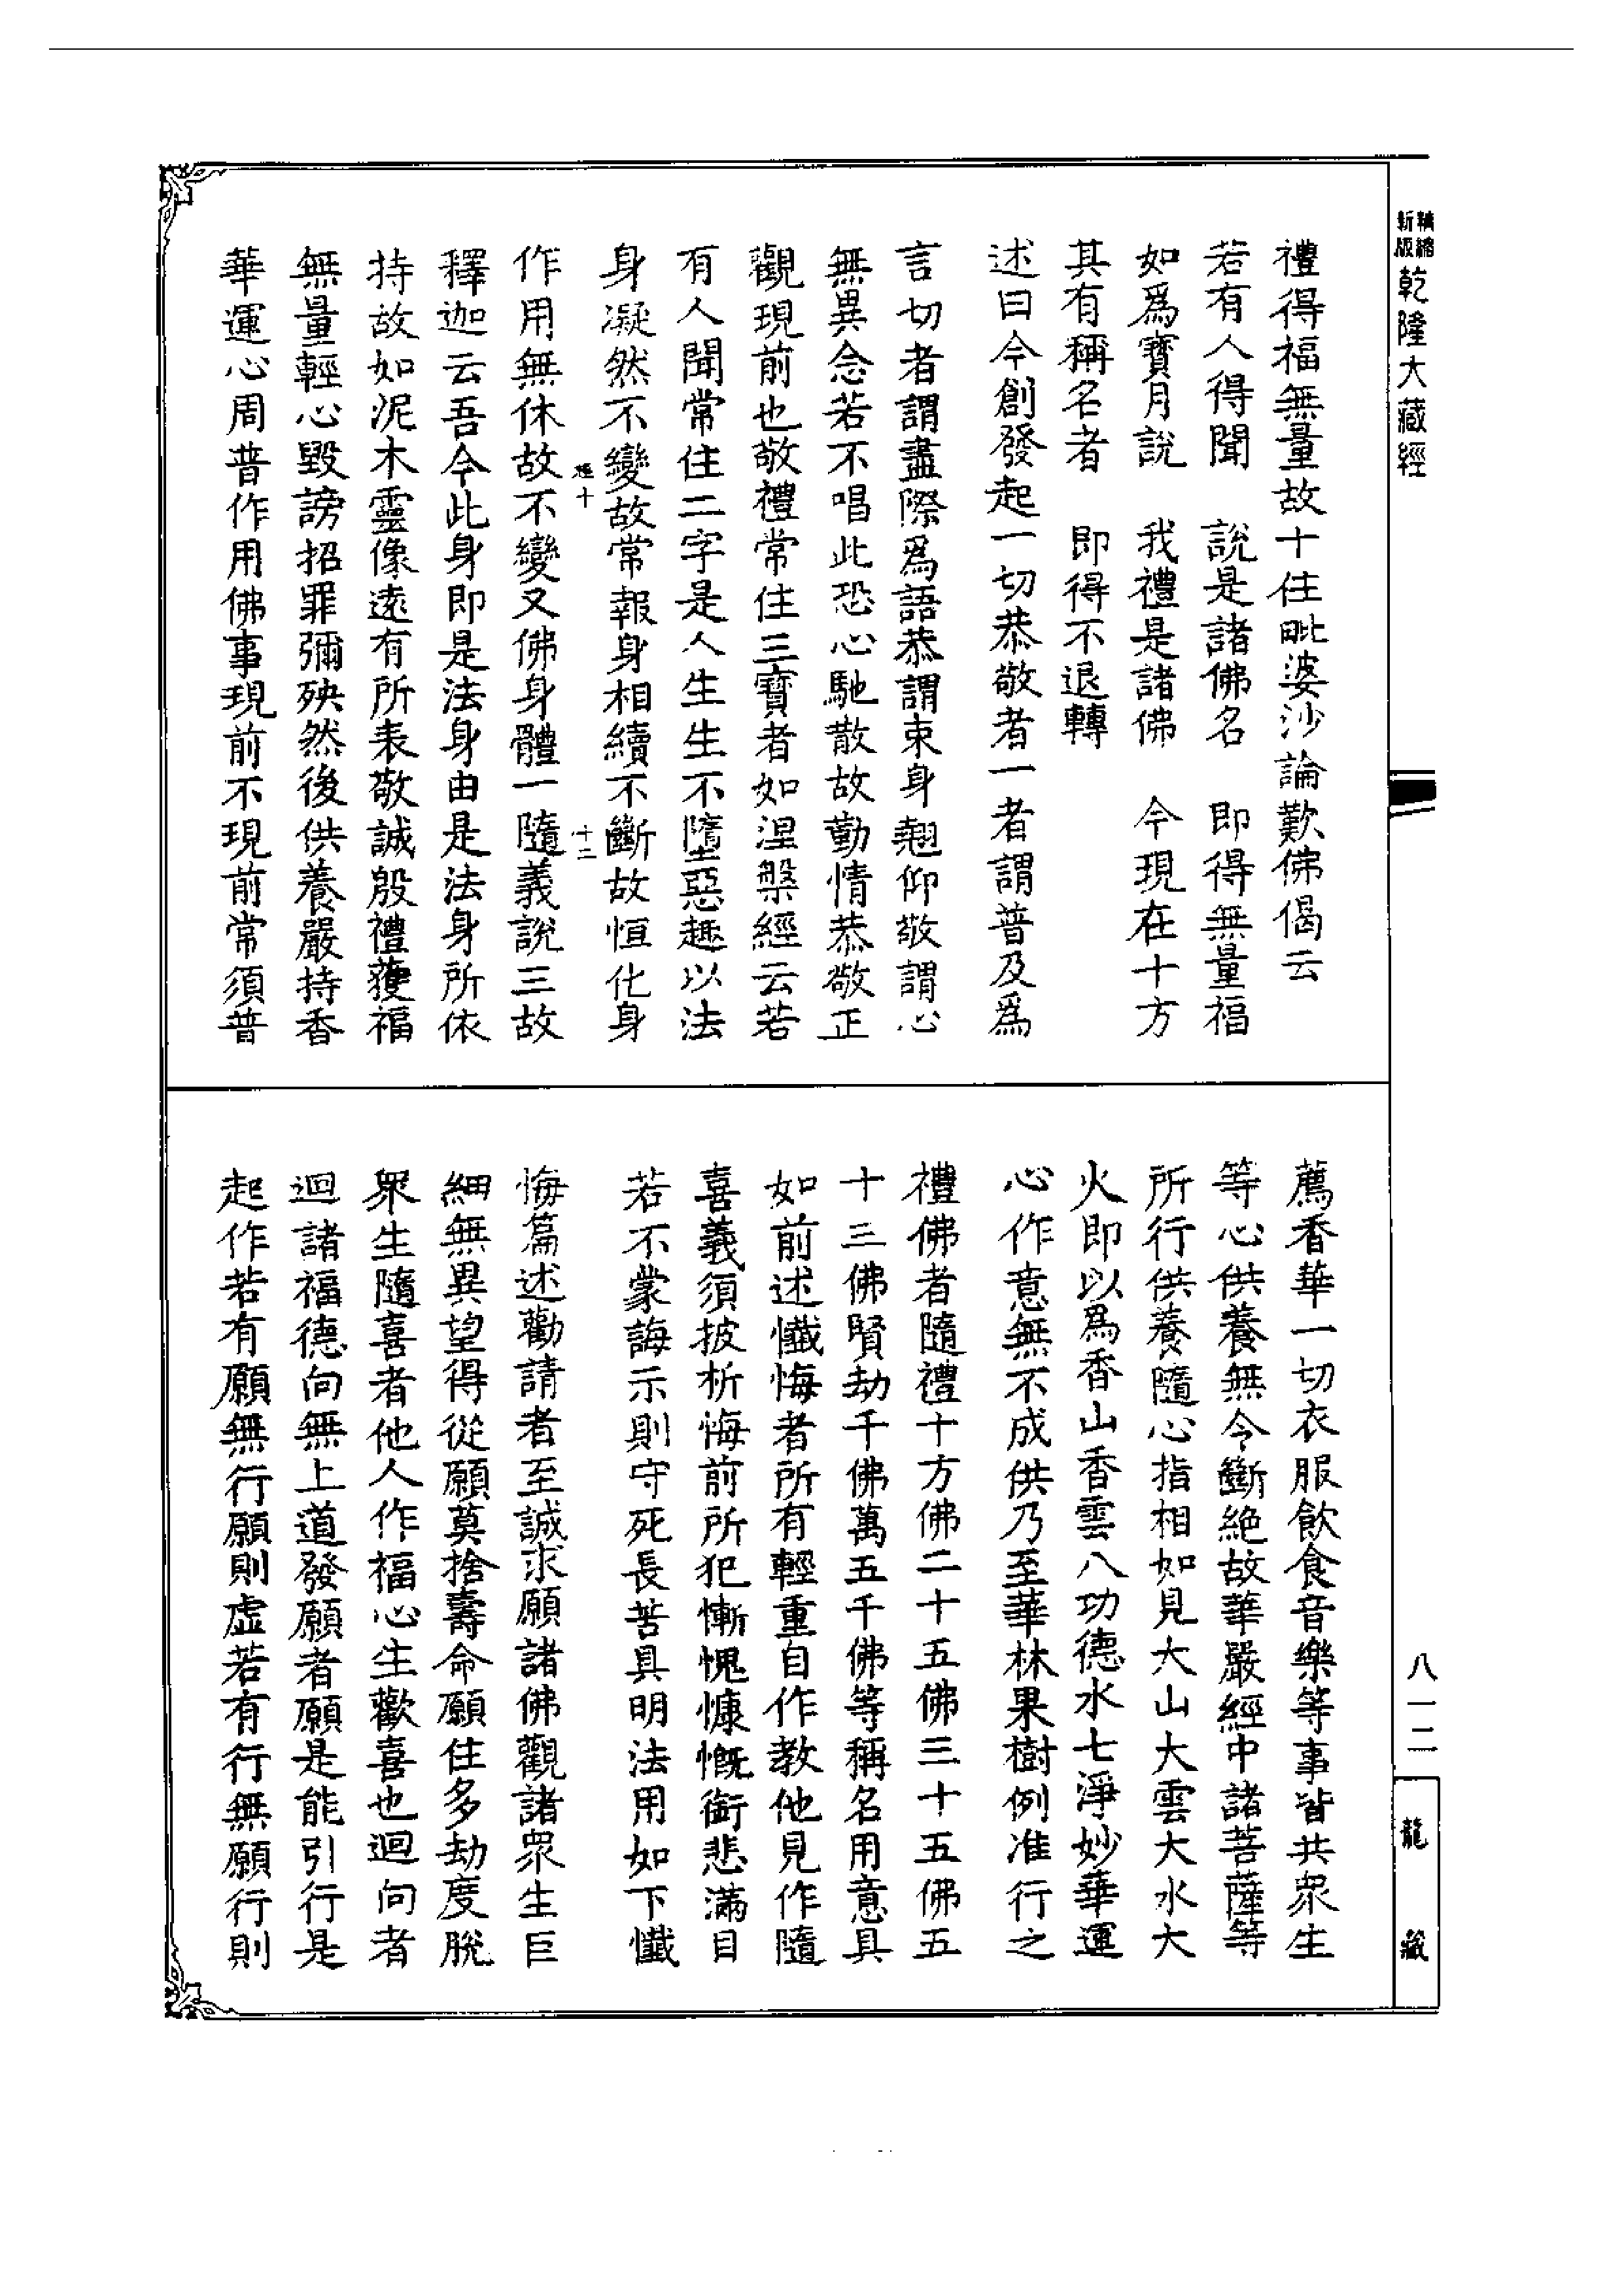 精縮
新版
乾隆大藏經
禮得福無量故十住毗婆沙論歎佛偈云
若有人得聞　說是諸佛名　即得無量福
如爲寶月說　我禮是諸佛　今現在十方
其有稱名者　即得不退轉
述曰今創發起一切恭敬者一者謂普及爲
言切者謂盡際爲語恭謂束身翹仰敬謂心
無異念若不唱此恐心馳散故勤情恭敬正
觀現前也敬禮常住三寶者如涅槃經云若
有人聞常住二字是人生生不墮惡趣以法
身凝然不變故常報身相續不斷故恒化身
十
十二
作用無休故不變又佛身體一隨義說三故
釋迦云吾今此身即是法身由是法身所依
持故如泥木靈像遠有所表敬誠殷禮獲福
無量輕心毀謗招罪彌殃然後供養嚴持香
華運心周普作用佛事現前不現前常須普
薦香華一切衣服飲食音樂等事皆共衆生
等心供養無令斷絶故華嚴經中諸菩薩等
所行供養隨心指相如見大山大雲大水大
火即以爲香山香雲八功德水七淨妙華運
心作意無不成供乃至華林果樹例准行之
禮佛者隨禮十方佛二十五佛三十五佛五
十三佛賢劫千佛萬五千佛等稱名用意具
如前述懺悔者所有輕重自作教他見作隨
喜義須披析悔前所犯慚愧慷慨銜悲滿目
若不蒙誨示則守死長苦具明法用如下懺
悔篇述勸請者至誠求願諸佛觀諸衆生巨
細無異望得從願莫捨壽命願住多劫度脫
衆生隨喜者他人作福心生歡喜也迴向者
迴諸福德向無上道發願者願是能引行是
起作若有願無行願則虛若有行無願行則
八一二
龍藏